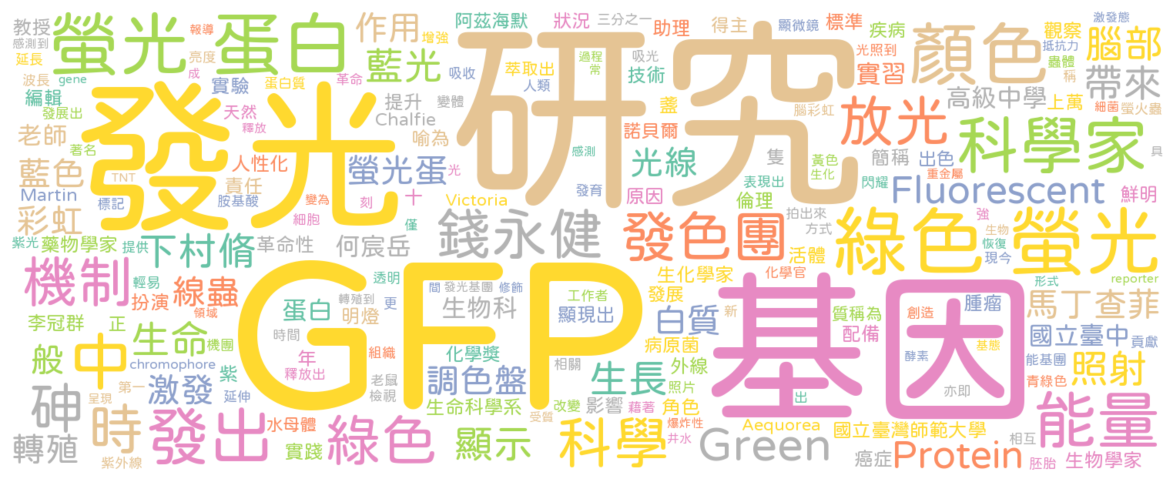 教授
感測到
延長
波長
gene
螢光
報導
蛋白
亮度
成
作用
增強
藍光
阿茲海默
吸收
狀況
萃取出
三分之一
助理
過程
常
吸光
技術
人類
研究
得主
顯微鏡
標準
光照到
疾病
實習
顏色
觀察
激發態
抵抗力
腦部
蟲體
稱
帶來
細菌
螢火蟲
編輯
實驗
蛋白質
革命
發展出
著名
天然
釋放
發光
提升
變體
Chalfie
喻為
盞
諾貝爾
腦彩虹
放光
高級中學
上萬
科學家
老師
藍色
TNT
人性化
責任
胺基酸
螢光蛋
光
感測
光線
隻
原因
簡稱
黃色
生化
表現出
出色
重金屬
閃耀
具
鮮明
Martin
標記
變為
刻
十
Victoria
發育
倫理
Fluorescent
彩虹
紫光
藥物學家
提供
細胞
革命性
僅
錢永健
發色團
拍出來
方式
活體
綠色
強
生物
恢復
現今
螢光
下村脩
何宸岳
機制
輕易
扮演
線蟲
領域
透明
轉殖到
更
間
發光基團
修飾
生物科
生化學家
化學官
GFP
工作者
發展
新
形式
reporter
李冠群
正
般
中
生命
機團
chromophore
蛋白
明燈
時間
顯現出
白質
病原菌
基因
質稱為
配備
創造
腫瘤
酵素
基態
馬丁查菲
國立臺中
貢獻
能基團
照射
青綠色
年
釋放出
組織
老鼠
檢視
化學獎
調色盤
相關
生長
外線
照片
砷
第一
呈現
激發
紫
延伸
生命科學系
受質
改變
影響
藉著
角色
出
爆炸性
亦即
能量
轉殖
時
紫外線
發出
水母體
實踐
綠色
顯示
科學
井水
Aequorea
Green
國立臺灣師範大學
癌症
Protein
相互
胚胎
生物學家